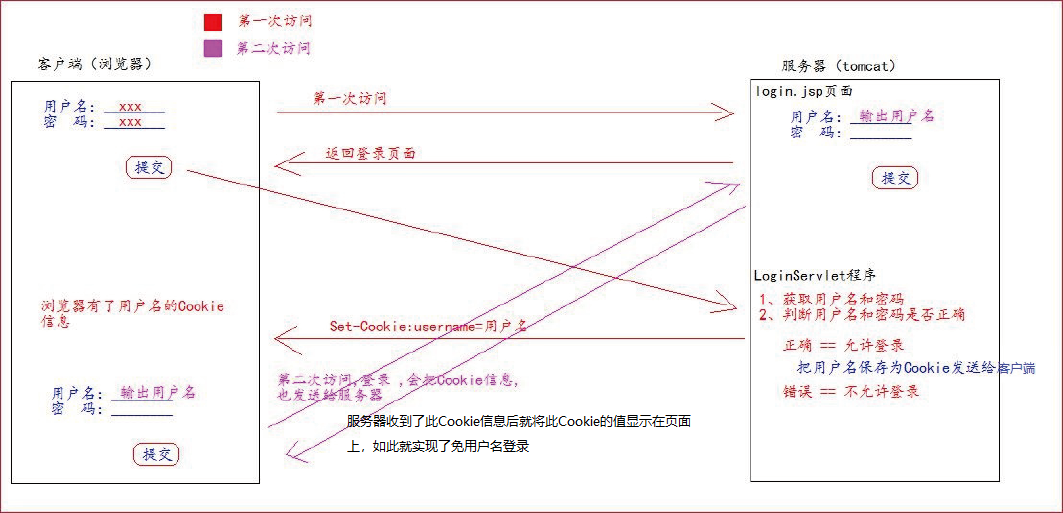 第一次访问
第二次访问
客户端（浏览器）
用户名: xxx
密 码: xxx
提交
浏览器有了用户名的Cookie
信息
用户名: 输出用户名
密 码:
提交
第一次访问
返回登录页面
Set-Cookie:username=用户名
第二次访问,登录 ,会把Cookie信息,
也发送给服务器
服务器收到了此Cookie信息后就将此Cookie的值显示在页面
上，如此就实现了免用户名登录
服务器（tomcat）
login.jsp页面
用户名: 输出用户名
密 码:
提交
LoginServlet程序
1、获取用户名和密码
2、判断用户名和密码是否正确
正确 == 允许登录
把用户名保存为Cookie发送给客户端
错误 == 不允许登录